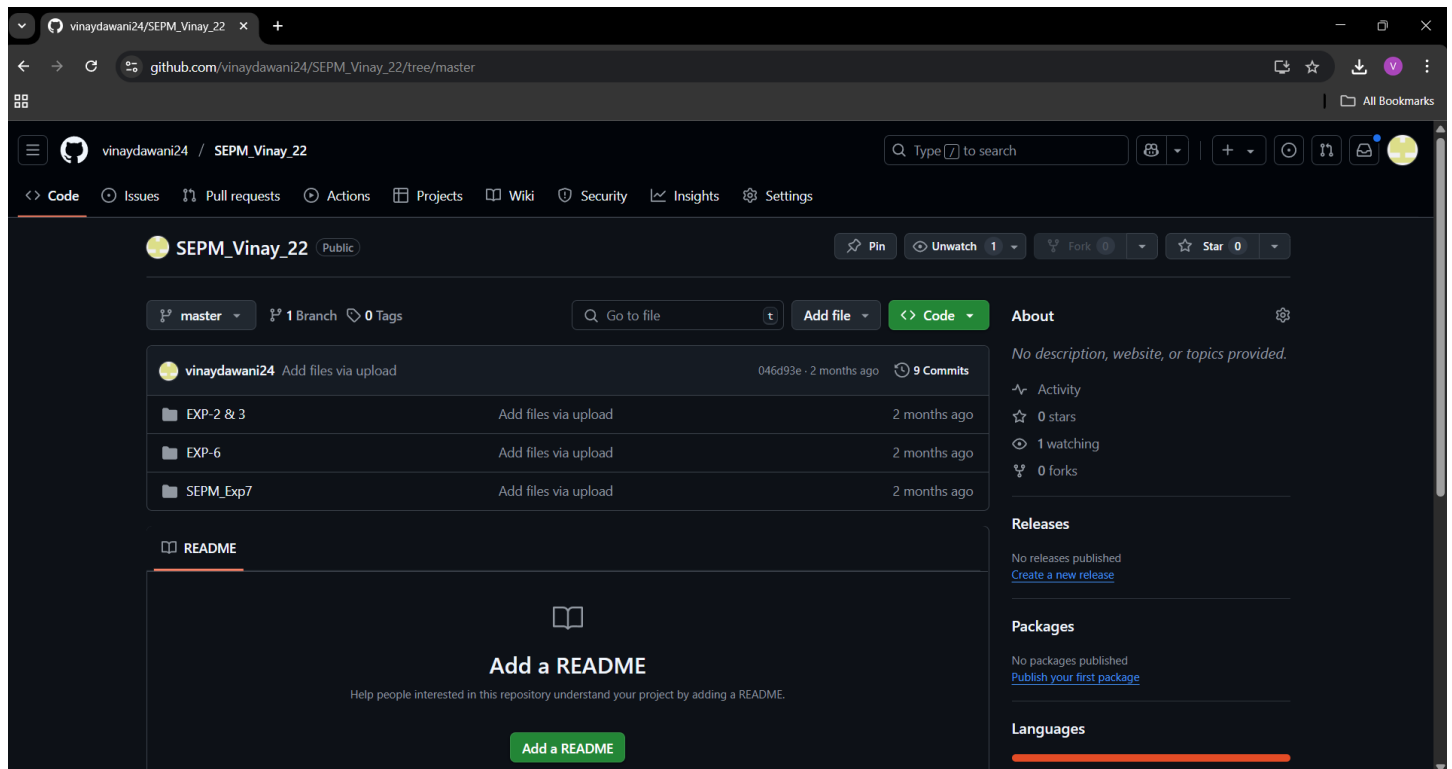 vinaydawani24/SEPM_Vinay_22
github.com/vinaydawani24/SEPM_Vinay_22/tree/master
V
All Bookmarks
vinaydawani24 / SEPM_Vinay_22
Type / to search
Code Issues Pull requests Actions Projects Wiki Security Insights Settings
SEPM_Vinay_22 Public
Pin Unwatch 1 Fork 0 Star 0
master 1 Branch 0 Tags Go to file t Add file Code
vinaydawani24 Add files via upload 046d93e · 2 months ago 9 Commits
EXP-2 & 3 Add files via upload 2 months ago
EXP-6 Add files via upload 2 months ago
SEPM_Exp7 Add files via upload 2 months ago
README
Add a README
Help people interested in this repository understand your project by adding a README.
Add a README
About
No description, website, or topics provided.
Activity
0 stars
1 watching
0 forks
Releases
No releases published
Create a new release
Packages
No packages published
Publish your first package
Languages